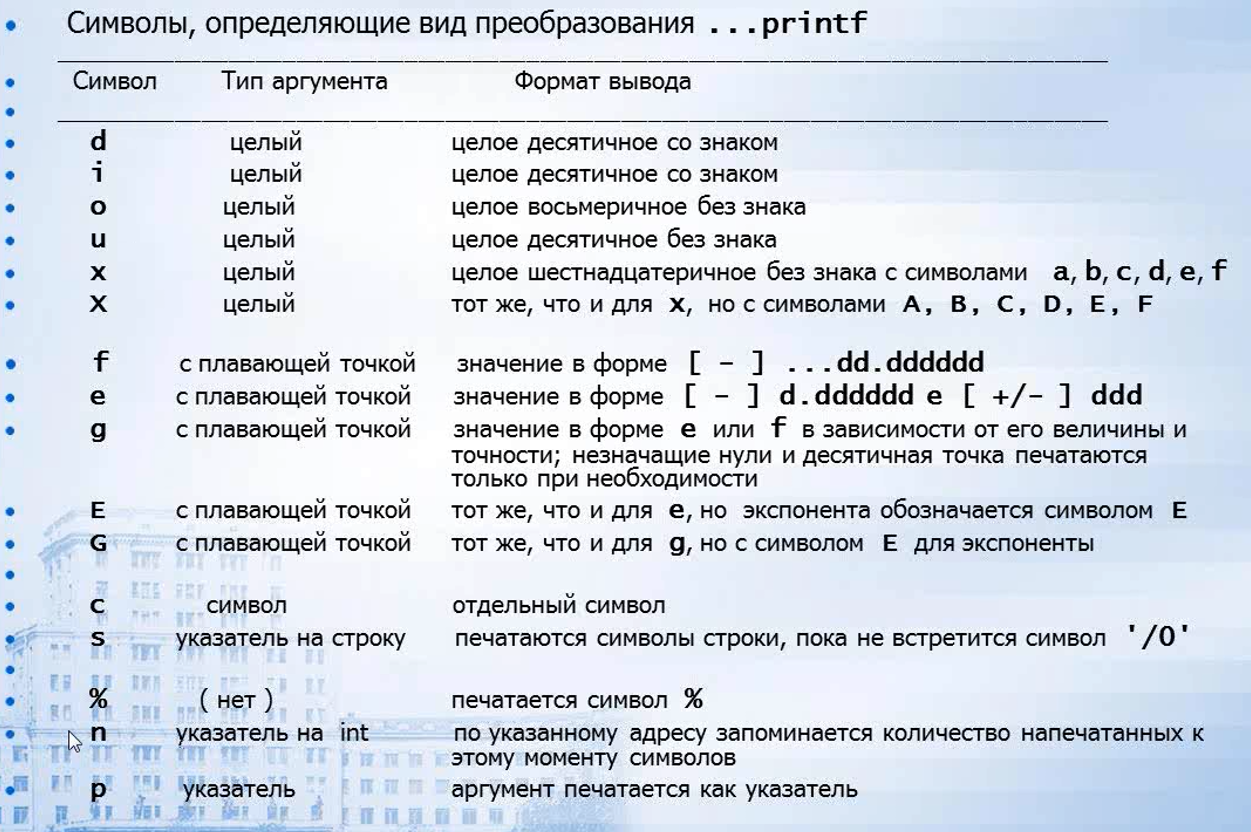 Символы, определяющие вид преобразования ...printf
Символ Тип аргумента Формат вывода
d целый целое десятичное со знаком
i целый целое десятичное со знаком
o целый целое восьмеричное без знака
u целый целое десятичное без знака
x целый целое шестнадцатеричное без знака с символами a, b, c, d, e, f
X целый тот же, что и для x, но с символами A, B, C, D, E, F
f с плавающей точкой значение в форме [ - ] ...dd.dddddd
e с плавающей точкой значение в форме [ - ] d.dddddd e [ +/- ] ddd
g с плавающей точкой значение в форме e или f в зависимости от его величины и
точности; незначащие нули и десятичная точка печатаются
только при необходимости
E с плавающей точкой тот же, что и для e, но экспонента обозначается символом E
G с плавающей точкой тот же, что и для g, но с символом E для экспоненты
c символ отдельный символ
s указатель на строку печатаются символы строки, пока не встретится символ '/0'
% ( нет ) печатается символ %
n указатель на int по указанному адресу запоминается количество напечатанных к
этому моменту символов
p указатель аргумент печатается как указатель